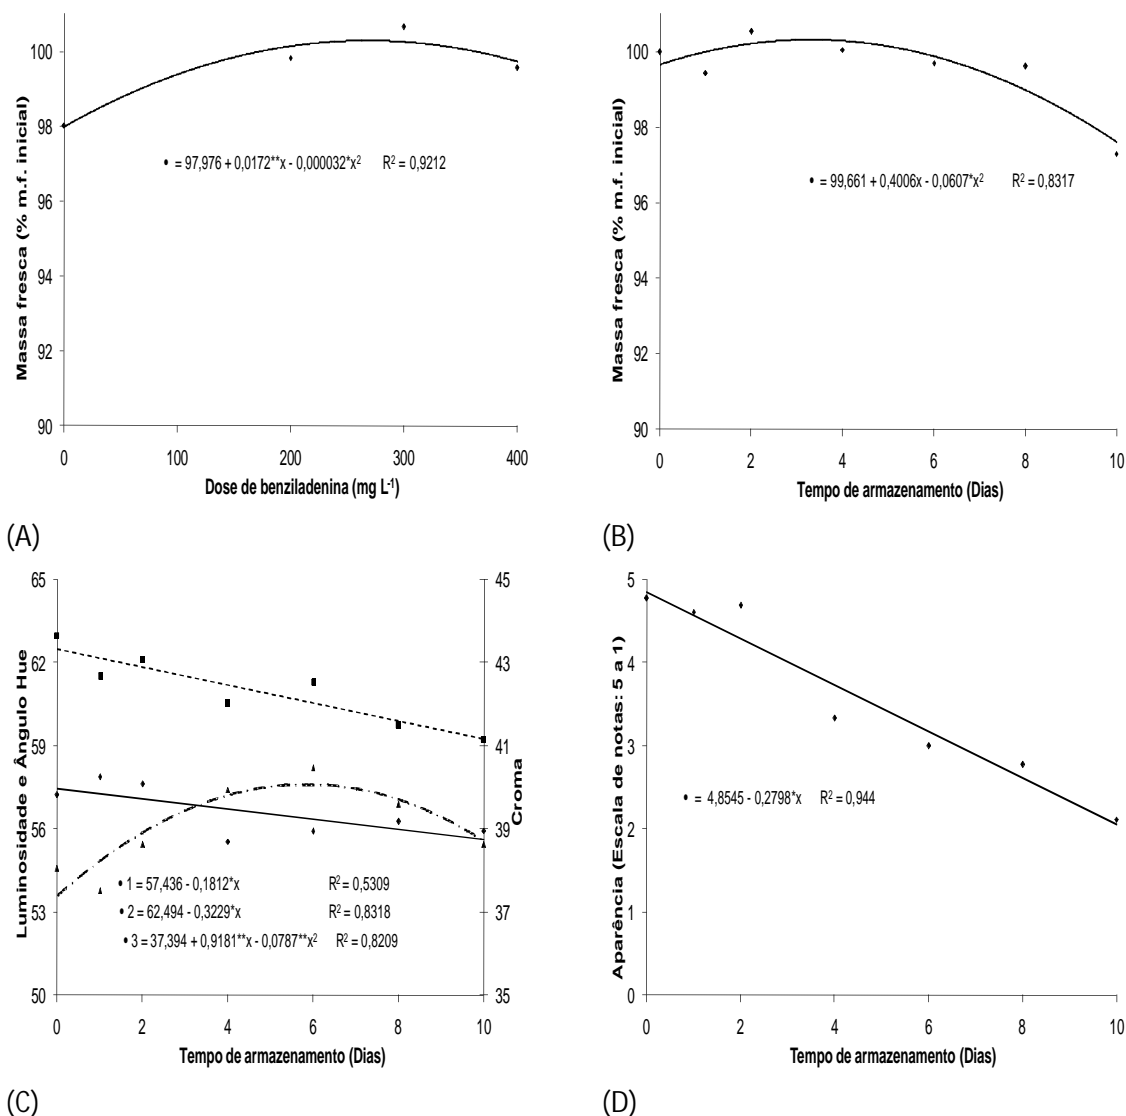 Massa fresca (% m.f. inicial)
100
98
96
94
92
90
• = 97,976 + 0,0172**x - 0,000032*x² R² = 0,9212
0 100 200 300 400
Dose de benziladenina (mg L⁻¹)
(A)
Massa fresca (% m.f. inicial)
100
98
96
94
92
90
• = 99,661 + 0,4006x - 0,0607*x² R² = 0,8317
0 2 4 6 8 10
Tempo de armazenamento (Dias)
(B)
Luminosidade e Ângulo Hue
65
62
59
56
53
50
• 1 = 57,436 - 0,1812*x R² = 0,5309
• 2 = 62,494 - 0,3229*x R² = 0,8318
• 3 = 37,394 + 0,9181**x - 0,0787**x² R² = 0,8209
45
43
41
39
37
35
Croma
0 2 4 6 8 10
Tempo de armazenamento (Dias)
(C)
Aparência (Escala de notas: 5 a 1)
5
4
3
2
1
0
• = 4,8545 - 0,2798*x R² = 0,944
0 2 4 6 8 10
Tempo de armazenamento (Dias)
(D)